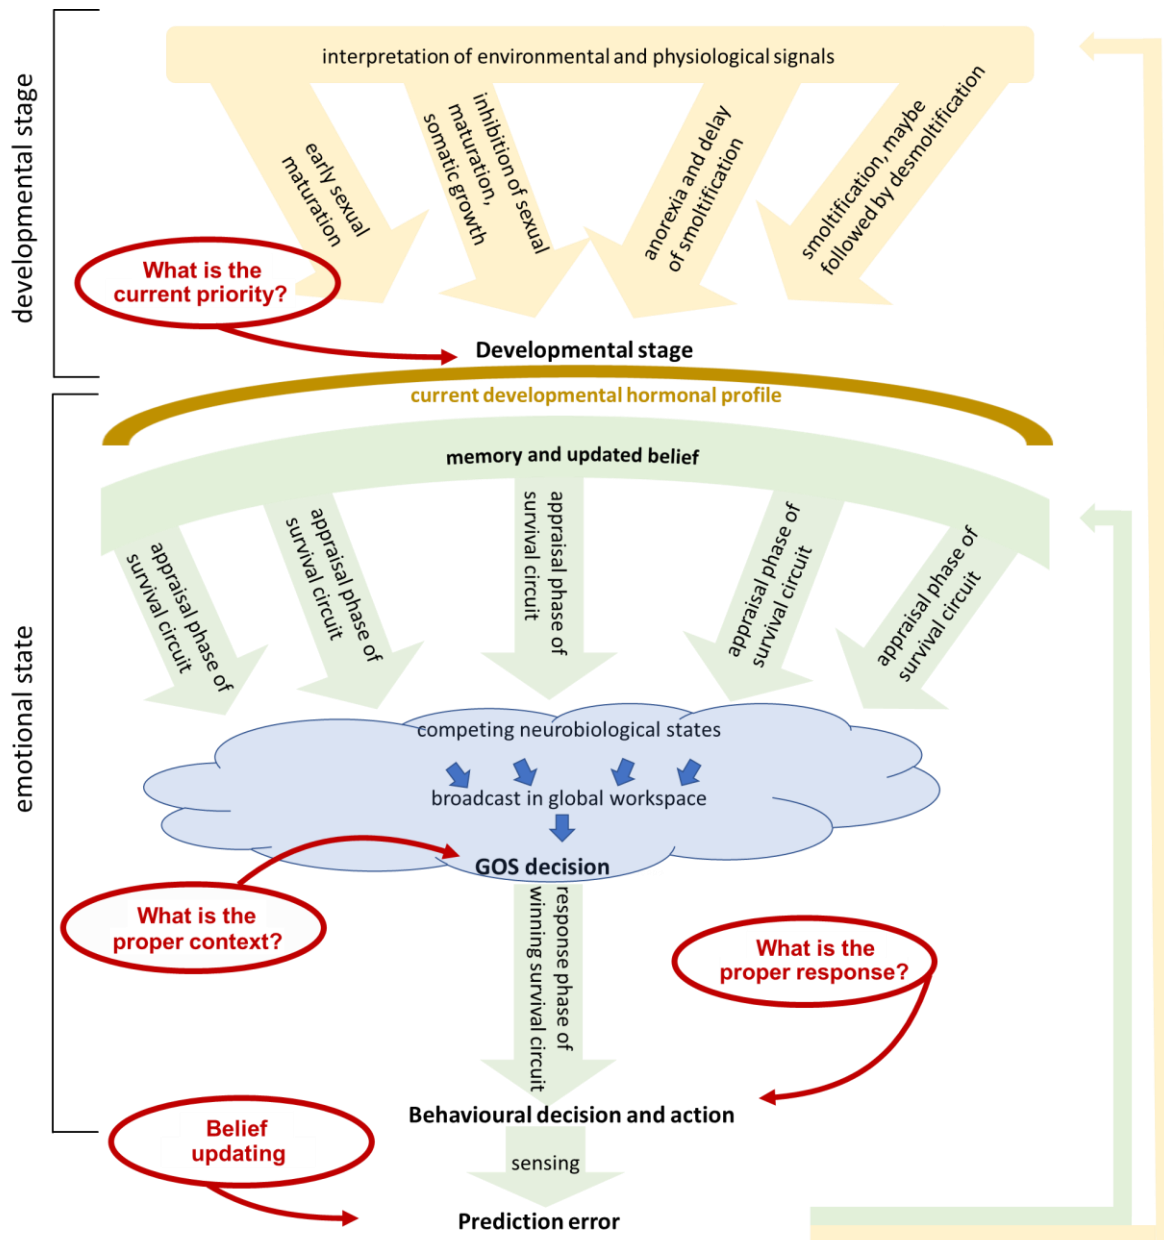 developmental stage
interpretation of environmental and physiological signals
early sexual
maturation
inhibition of sexual
maturation,
somatic growth
anorexia and delay
of smoltification
smoltification, maybe
followed by desmoltification
What is the
current priority?
Developmental stage
current developmental hormonal profile
emotional state
memory and updated belief
appraisal phase of
survival circuit
appraisal phase of
survival circuit
appraisal phase of
survival circuit
appraisal phase of
survival circuit
appraisal phase of
survival circuit
competing neurobiological states
broadcast in global workspace
GOS decision
What is the
proper context?
response phase of
winning survival circuit
What is the
proper response?
Behavioural decision and action
Belief
updating
sensing
Prediction error